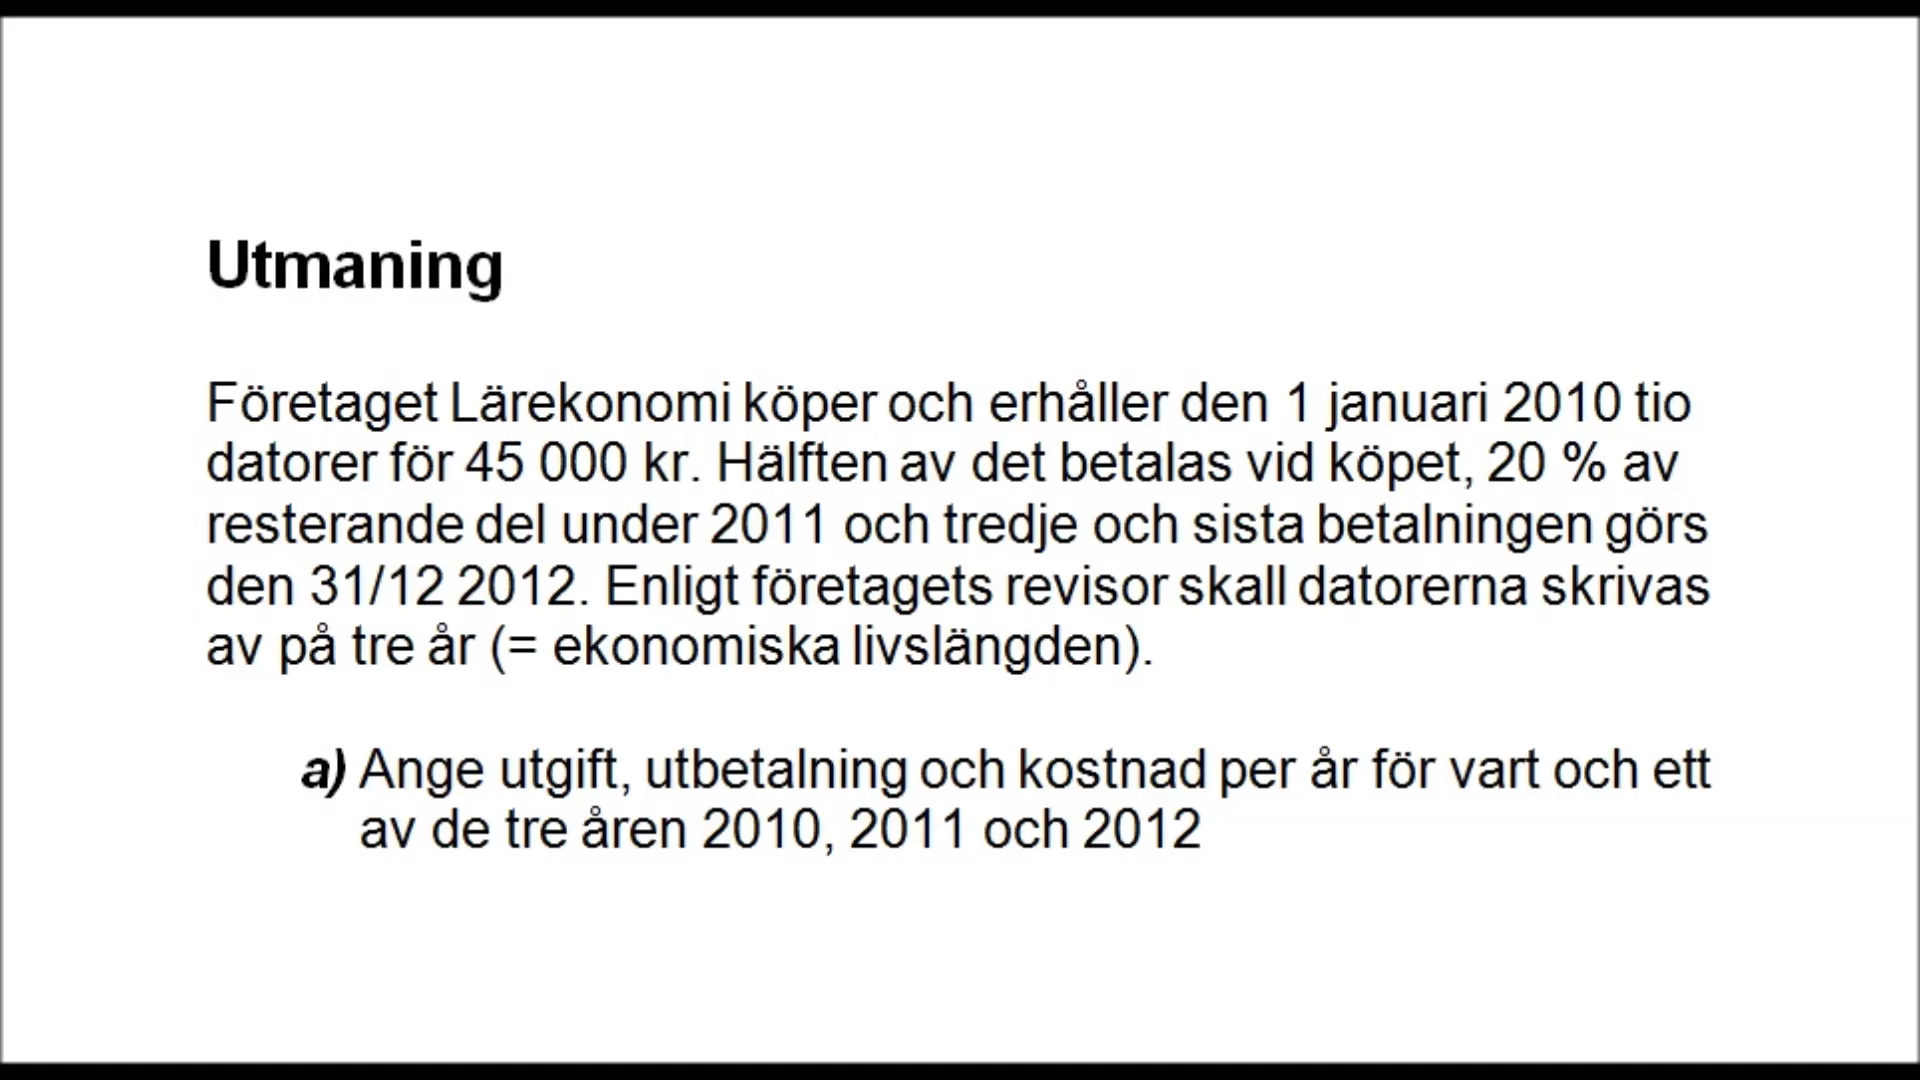 Utmaning
Företaget Lärekonomi köper och erhåller den 1 januari 2010 tio
datorer för 45 000 kr. Hälften av det betalas vid köpet, 20 % av
resterande del under 2011 och tredje och sista betalningen görs
den 31/12 2012. Enligt företagets revisor skall datorerna skrivas
av på tre år (= ekonomiska livslängden).
a) Ange utgift, utbetalning och kostnad per år för vart och ett
av de tre åren 2010, 2011 och 2012